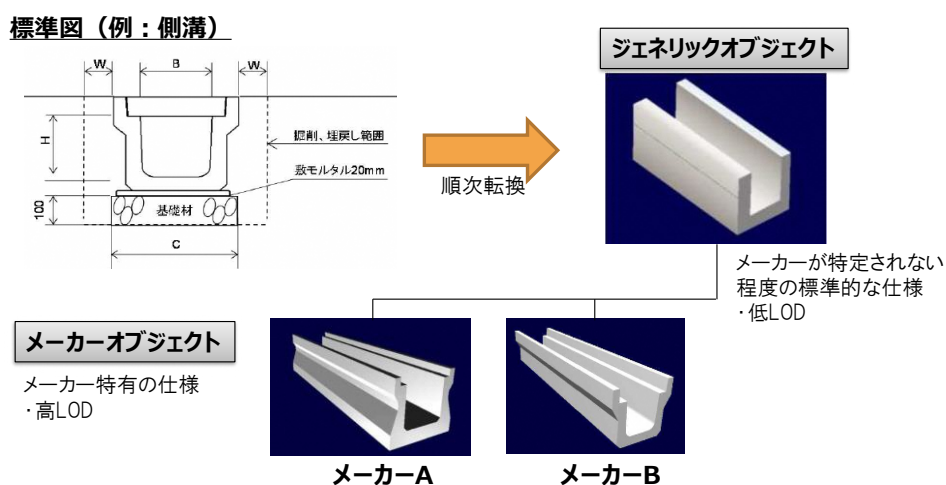 標準図（例：側溝）
ジェネリックオブジェクト
W
B
W
H
掘削、埋戻し範囲
敷モルタル20mm
100
基礎材
C
順次転換
メーカーが特定されない
程度の標準的な仕様
・低LOD
メーカーオブジェクト
メーカー特有の仕様
・高LOD
メーカーA
メーカーB